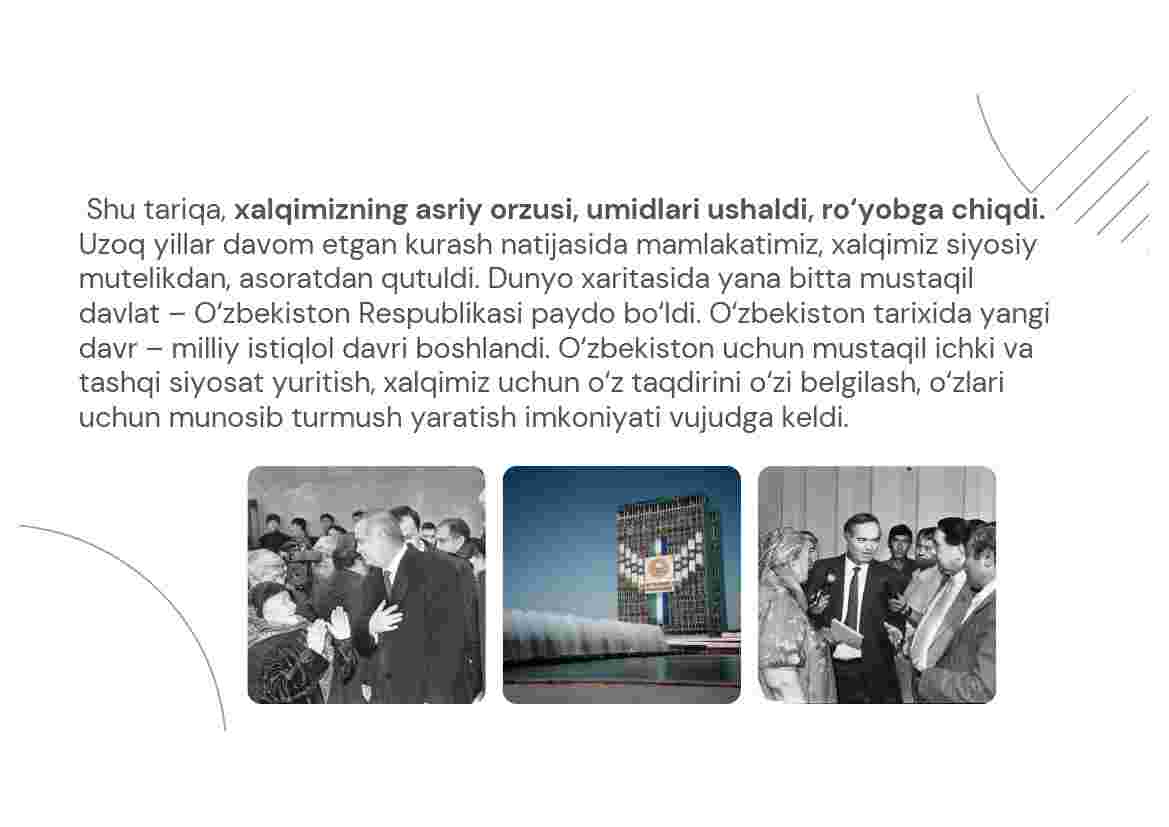 Shu tariqa, xalqimizning asriy orzusi, umidlari ushaldi, ro‘yobga chiqdi.
Uzoq yillar davom etgan kurash natijasida mamlakatimiz, xalqimiz siyosiy
mutelikdan, asoratdan qutuldi. Dunyo xaritasida yana bitta mustaqil
davlat – O‘zbekiston Respublikasi paydo bo‘ldi. O‘zbekiston tarixida yangi
davr – milliy istiqlol davri boshlandi. O‘zbekiston uchun mustaqil ichki va
tashqi siyosat yuritish, xalqimiz uchun o‘z taqdirini o‘zi belgilash, o‘zlari
uchun munosib turmush yaratish imkoniyati vujudga keldi.